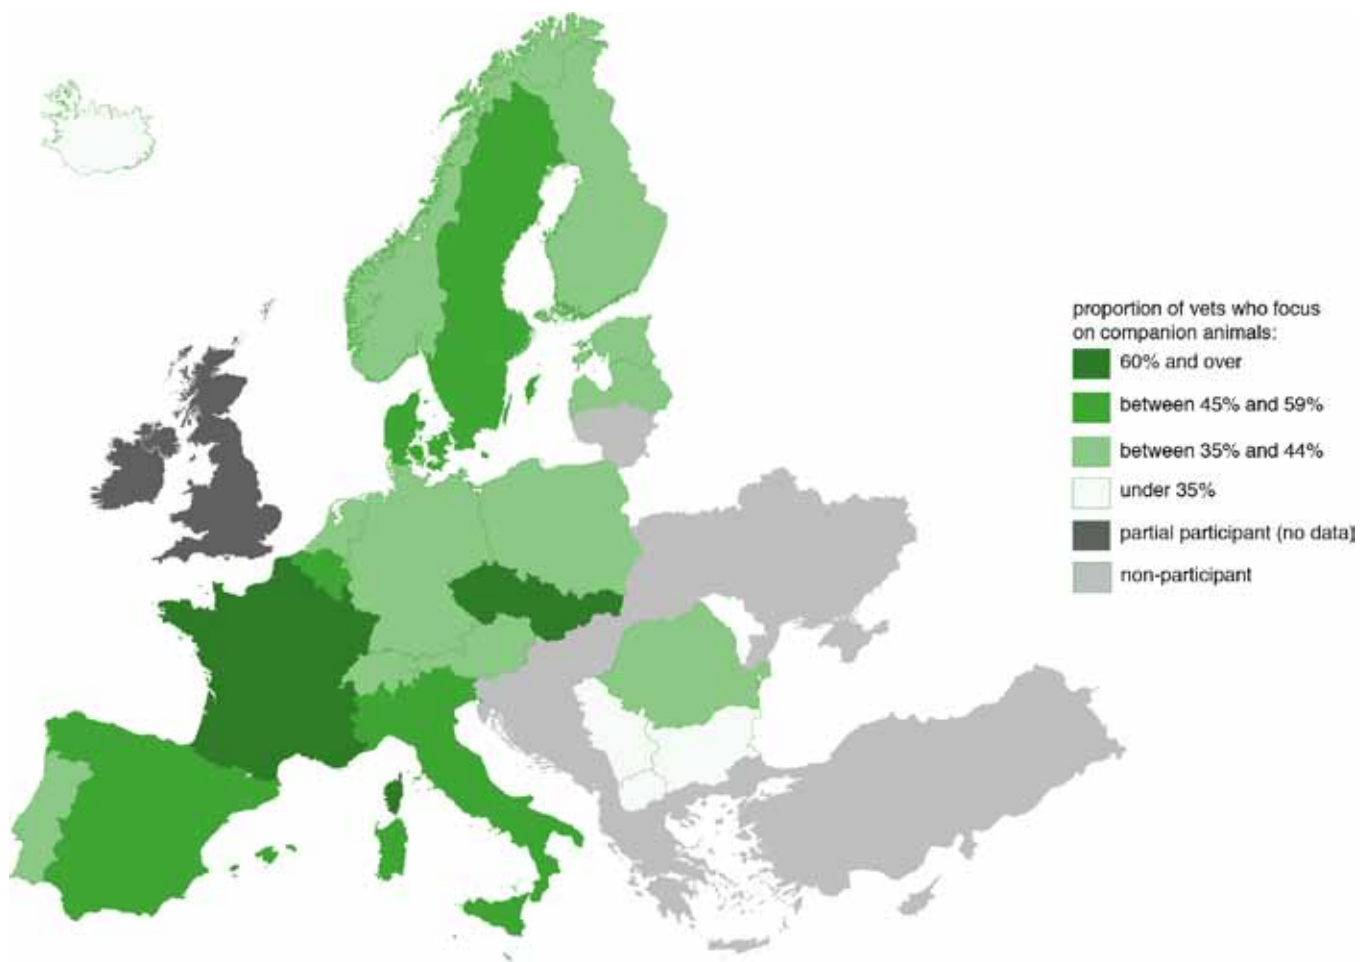 proportion of vets who focus
on companion animals:
60% and over
between 45% and 59%
between 35% and 44%
under 35%
partial participant (no data)
non-participant